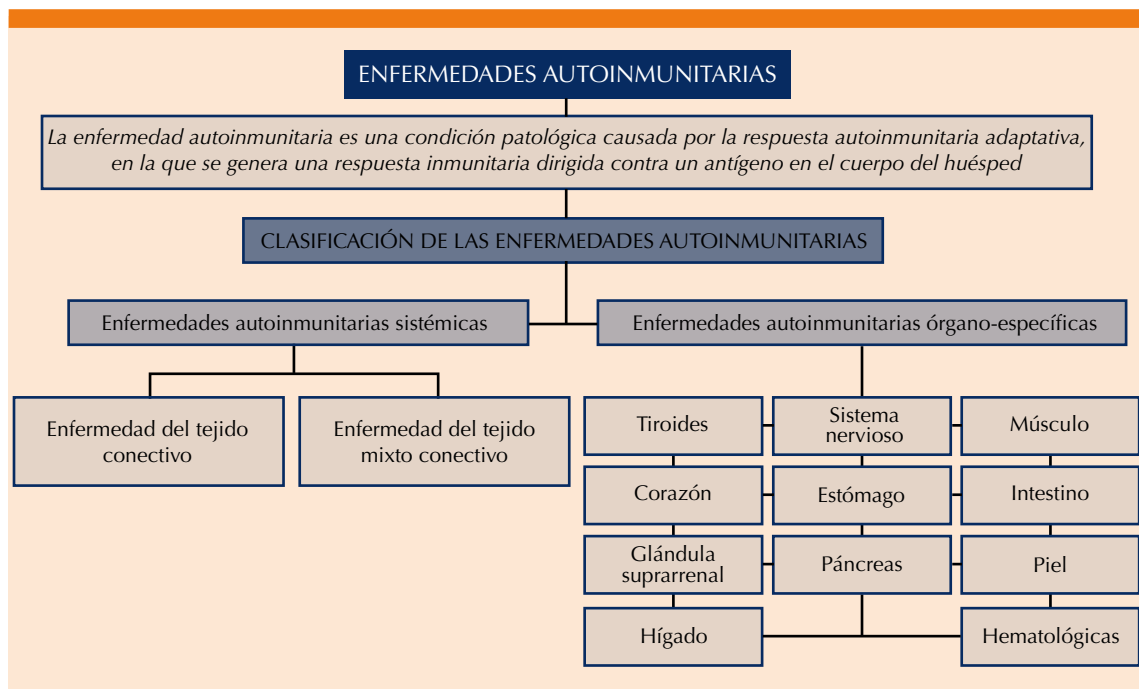 ENFERMEDADES AUTOINMUNITARIAS
La enfermedad autoinmunitaria es una condición patológica causada por la respuesta autoinmunitaria adaptativa,
en la que se genera una respuesta inmunitaria dirigida contra un antígeno en el cuerpo del huésped
CLASIFICACIÓN DE LAS ENFERMEDADES AUTOINMUNITARIAS
Enfermedades autoinmunitarias sistémicas
Enfermedad del tejido
conectivo
Enfermedad del tejido
mixto conectivo
Enfermedades autoinmunitarias órgano-específicas
Tiroides
Sistema
nervioso
Músculo
Corazón
Estómago
Intestino
Glándula
suprarrenal
Páncreas
Piel
Hígado
Hematológicas